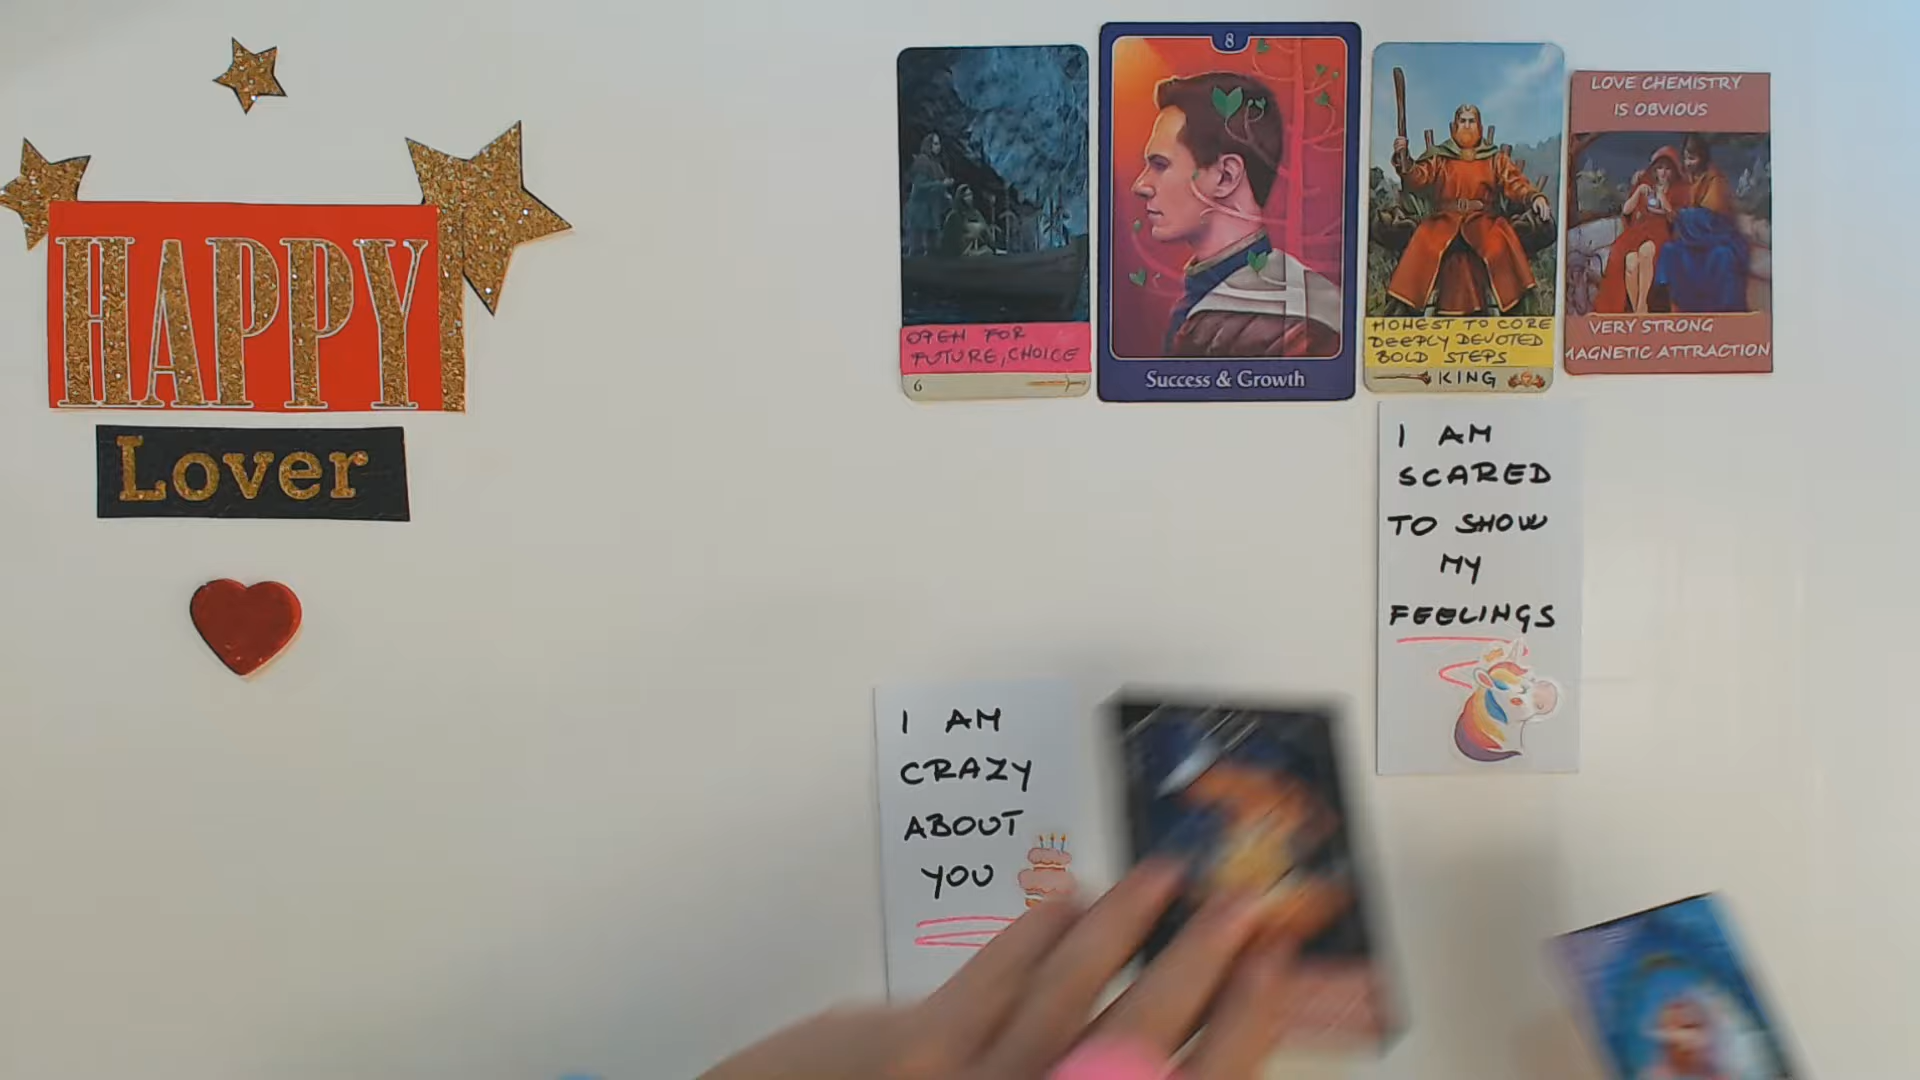 HAPPY
Lover
OPEN FOR
FUTURE, CHOICE
6
8
Success & Growth
HONEST TO CORE
DEEPLY DEVOTED
BOLD STEPS
KING
LOVE CHEMISTRY
IS OBVIOUS
VERY STRONG
MAGNETIC ATTRACTION
I AM
SCARED
TO SHOW
MY
FEELINGS
I AM
CRAZY
ABOUT
YOU